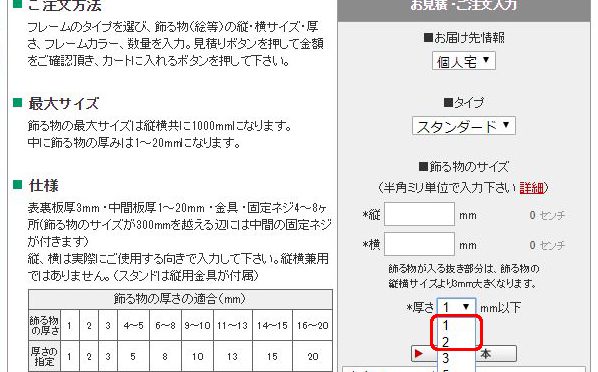 ■ ご注文方法
フレームのタイプを選び、飾る物(絵等)の縦・横サイズ・厚
さ、フレームカラー、数量を入力。見積りボタンを押して金額
をご確認頂き、カートに入れるボタンを押して下さい。
■ 最大サイズ
飾る物の最大サイズは縦横共に1000mmになります。
中に飾る物の厚みは1～20mmになります。
■ 仕様
表裏板厚3mm・中間板厚1～20mm・金具・固定ネジ4～8ヶ
所(飾る物のサイズが300mmを越える辺には中間の固定ネジ
が付きます)
縦、横は実際にご使用する向きで入力して下さい。縦横兼用
ではありません。(スタンドは縦用金具が付属)
飾る物の厚さの適合(mm)
飾る物の厚さ 1 2 3 4～5 6～8 9～10 11～13 14～15 16～20
厚さの指定 1 2 3 5 8 10 13 15 20
お見積・ご注文入力
■お届け先情報
個人宅▼
■タイプ
スタンダード▼
■飾る物のサイズ
(半角ミリ単位で入力下さい 詳細)
*縦 mm 0 センチ
*横 mm 0 センチ
飾る物が入る抜き部分は、飾る物の
縦横サイズより3mm大きくなります。
*厚さ 1 ▼ mm以下
1
2
3
▶ 本